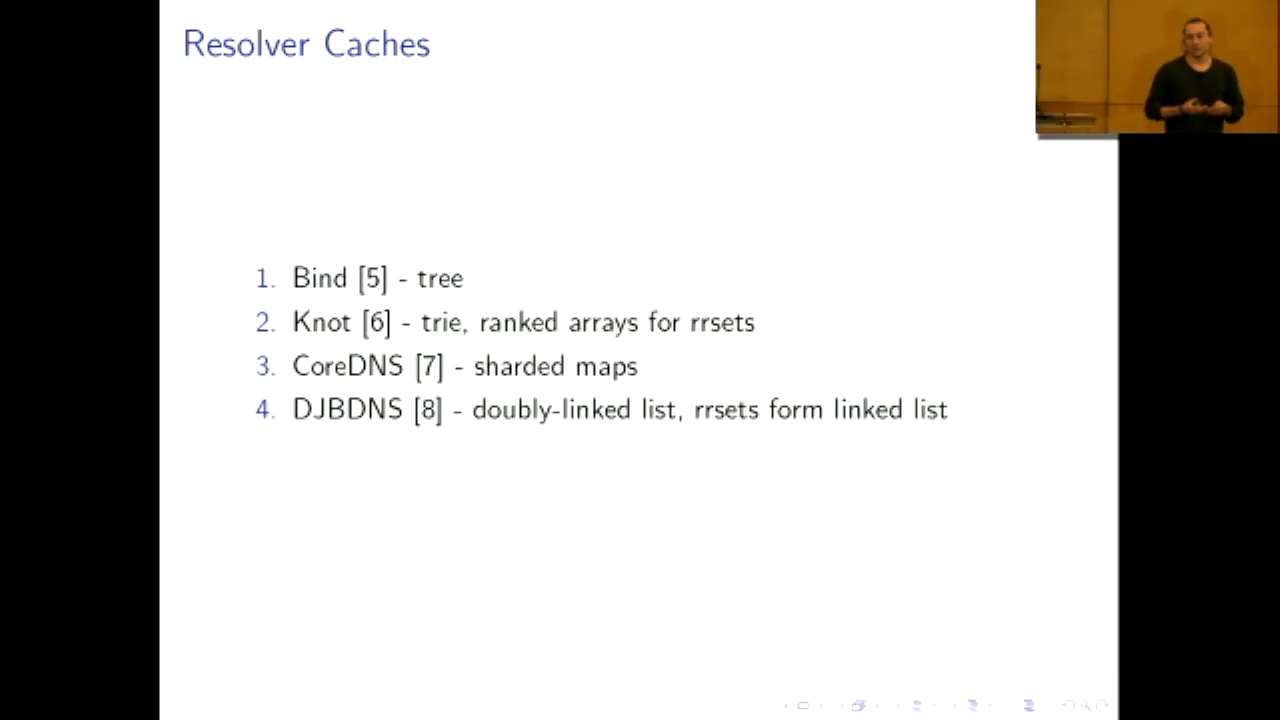 Resolver Caches
1. Bind [5] - tree
2. Knot [6] - trie, ranked arrays for rrsets
3. CoreDNS [7] - sharded maps
4. DJBDNS [8] - doubly-linked list, rrsets form linked list